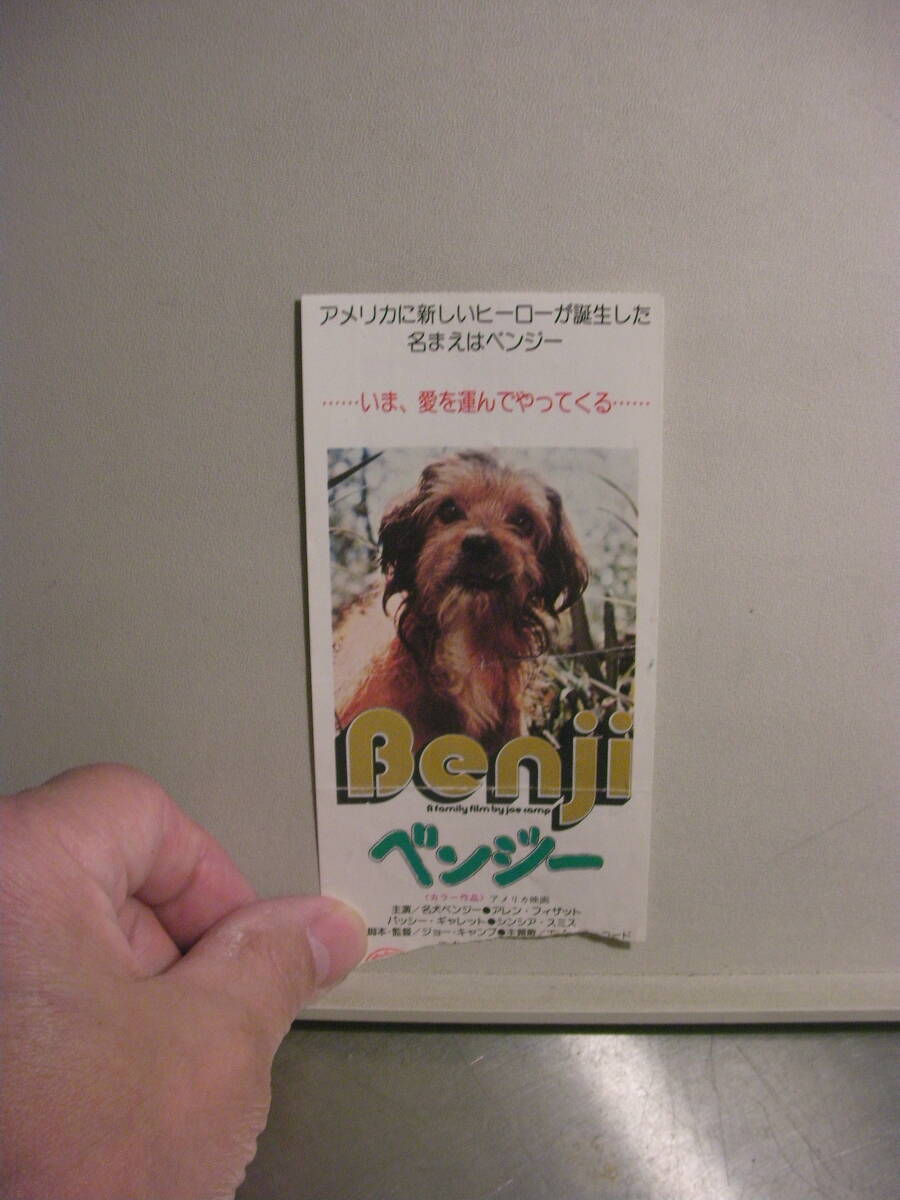 アメリカに新しいヒーローが誕生した
名まえはベンジー
……いま、愛を運んでやってくる……
Benji
A family film by joe camp
ベンジー
〈カラー作品〉アメリカ映画
主演／名犬ベンジー●アレン・フィザット
パッシー・ギャレット●シンシア・スミス
脚本・監督／ジョー・キャンプ●主題歌／